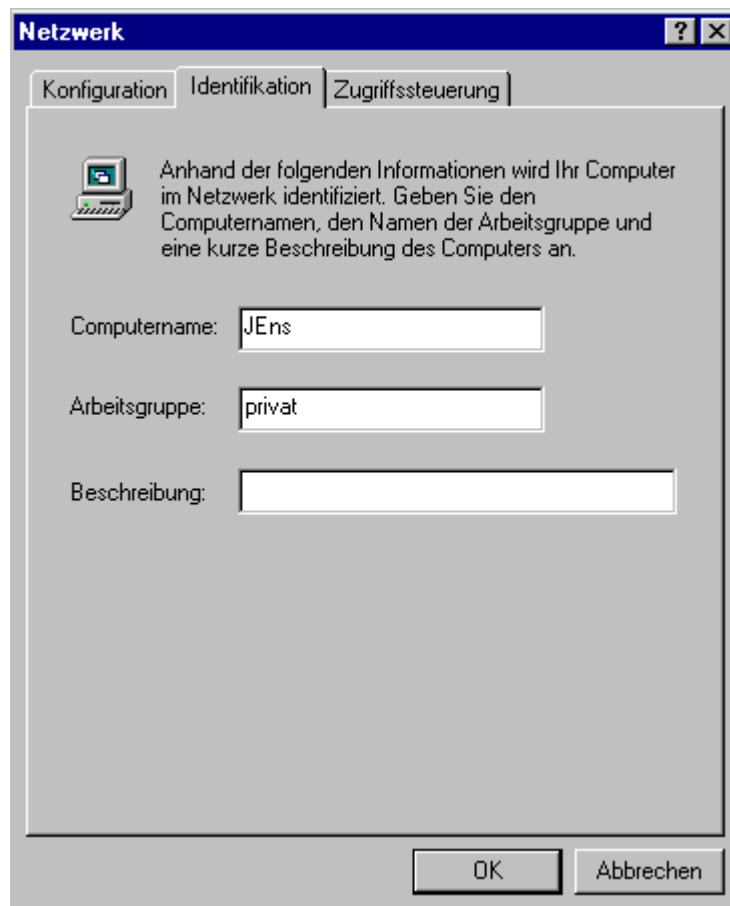 Netzwerk
Konfiguration Identifikation Zugriffssteuerung
Anhand der folgenden Informationen wird Ihr Computer
im Netzwerk identifiziert. Geben Sie den
Computernamen, den Namen der Arbeitsgruppe und
eine kurze Beschreibung des Computers an.
Computername: JEns
Arbeitsgruppe: privat
Beschreibung:
OK Abbrechen